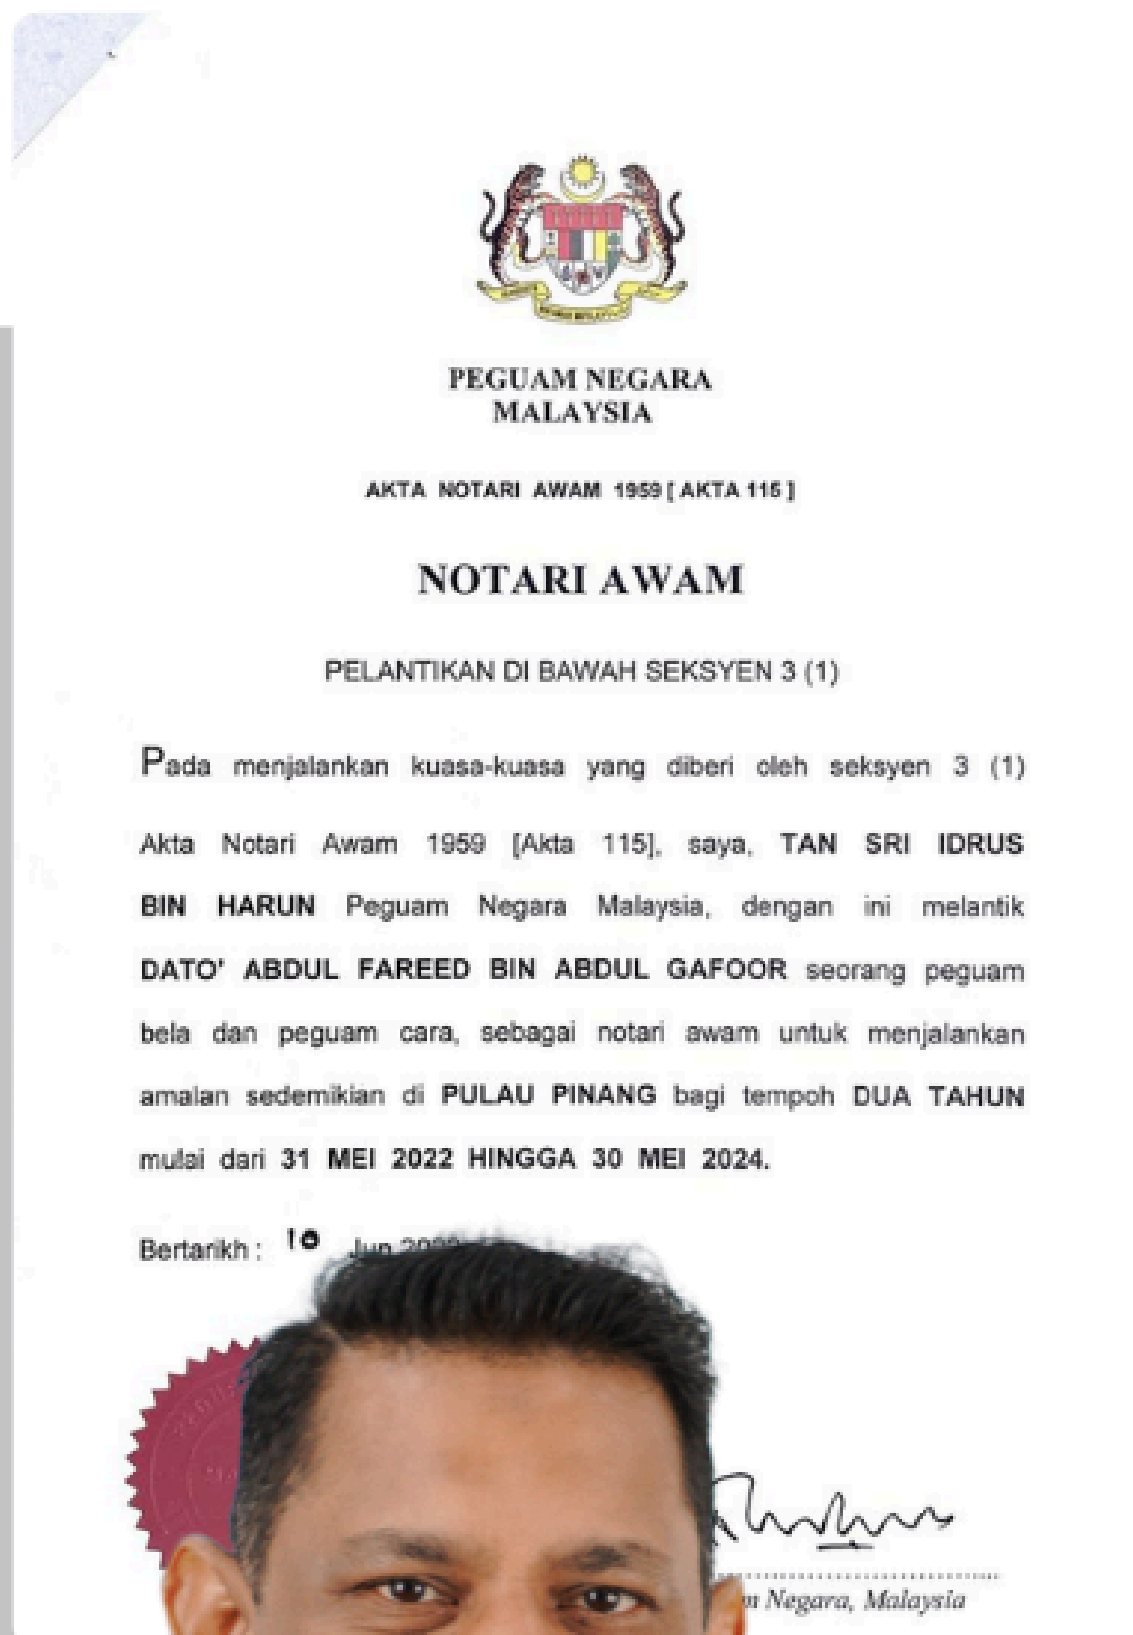 PEGUAM NEGARA
MALAYSIA
AKTA NOTARI AWAM 1959 [ AKTA 115 ]
NOTARI AWAM
PELANTIKAN DI BAWAH SEKSYEN 3 (1)
Pada menjalankan kuasa-kuasa yang diberi oleh seksyen 3 (1)
Akta Notari Awam 1959 [Akta 115], saya, TAN SRI IDRUS
BIN HARUN Peguam Negara Malaysia, dengan ini melantik
DATO' ABDUL FAREED BIN ABDUL GAFOOR seorang peguam
bela dan peguam cara, sebagai notari awam untuk menjalankan
amalan sedemikian di PULAU PINANG bagi tempoh DUA TAHUN
mulai dari 31 MEI 2022 HINGGA 30 MEI 2024.
Bertarikh : 10 Jun
Negara, Malaysia